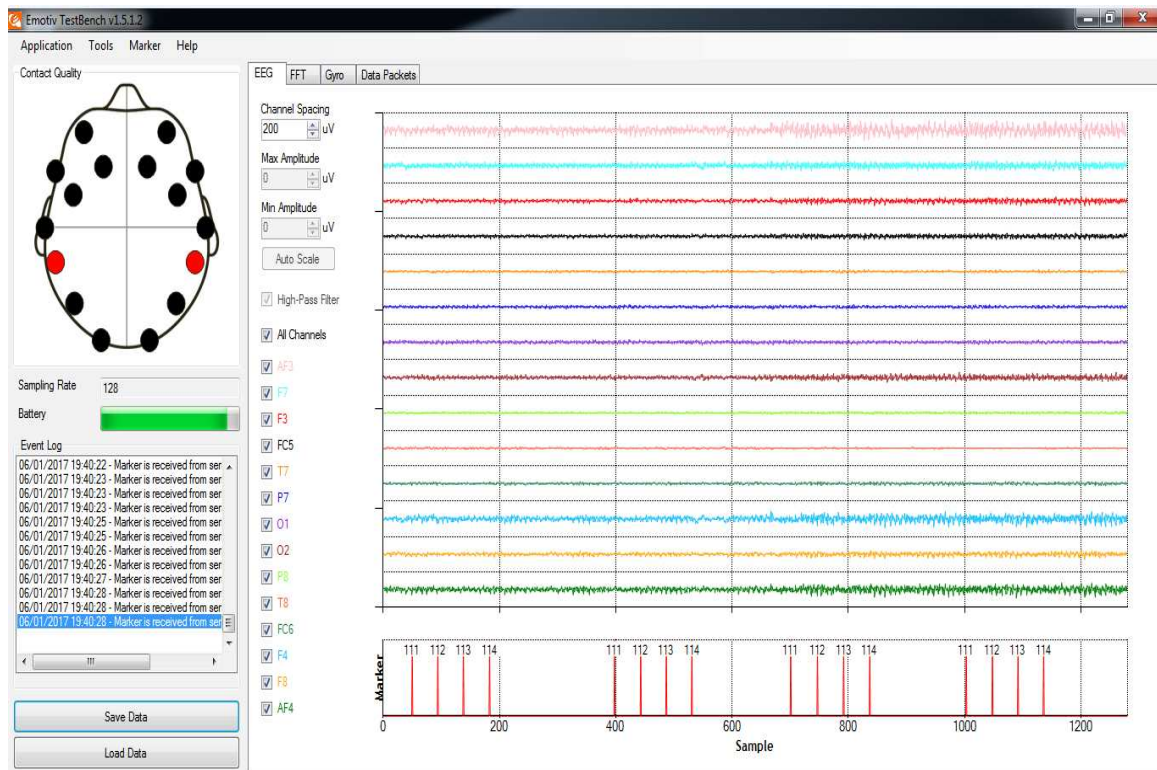 Emotiv TestBench v1.5.1.2
Application Tools Marker Help
Contact Quality
Sampling Rate 128
Battery
Event Log
06/01/2017 19:40:22 - Marker is received from ser
06/01/2017 19:40:23 - Marker is received from ser
06/01/2017 19:40:23 - Marker is received from ser
06/01/2017 19:40:23 - Marker is received from ser
06/01/2017 19:40:25 - Marker is received from ser
06/01/2017 19:40:25 - Marker is received from ser
06/01/2017 19:40:26 - Marker is received from ser
06/01/2017 19:40:26 - Marker is received from ser
06/01/2017 19:40:27 - Marker is received from ser
06/01/2017 19:40:28 - Marker is received from ser
06/01/2017 19:40:28 - Marker is received from ser
06/01/2017 19:40:28 - Marker is received from ser
Save Data
Load Data
EEG FFT Gyro Data Packets
Channel Spacing
200 uV
Max Amplitude
0 uV
Min Amplitude
0 uV
Auto Scale
High-Pass Filter
All Channels
AF3
F7
F3
FC5
T7
P7
O1
O2
P8
T8
FC6
F4
F8
AF4
Marker
111 112 113 114 111 112 113 114 111 112 113 114 111 112 113 114
0 200 400 600 800 1000 1200
Sample